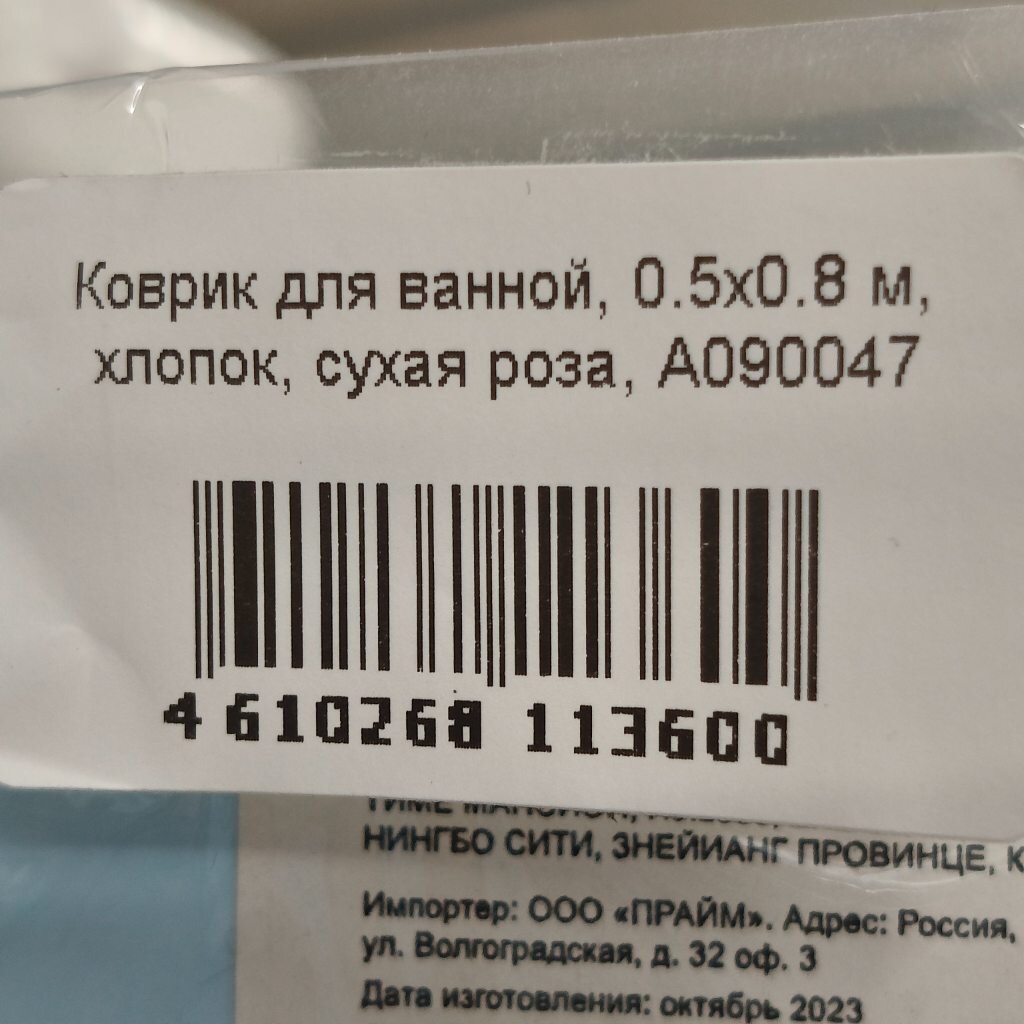 Коврик для ванной, 0.5x0.8 м,
хлопок, сухая роза, А090047
4 610268 113600
НИНГБО СИТИ, ЗНЕЙИАНГ ПРОВИНЦЕ, К
Импортер: ООО «ПРАЙМ». Адрес: Россия,
ул. Волгоградская, д. 32 оф. 3
Дата изготовления: октябрь 2023